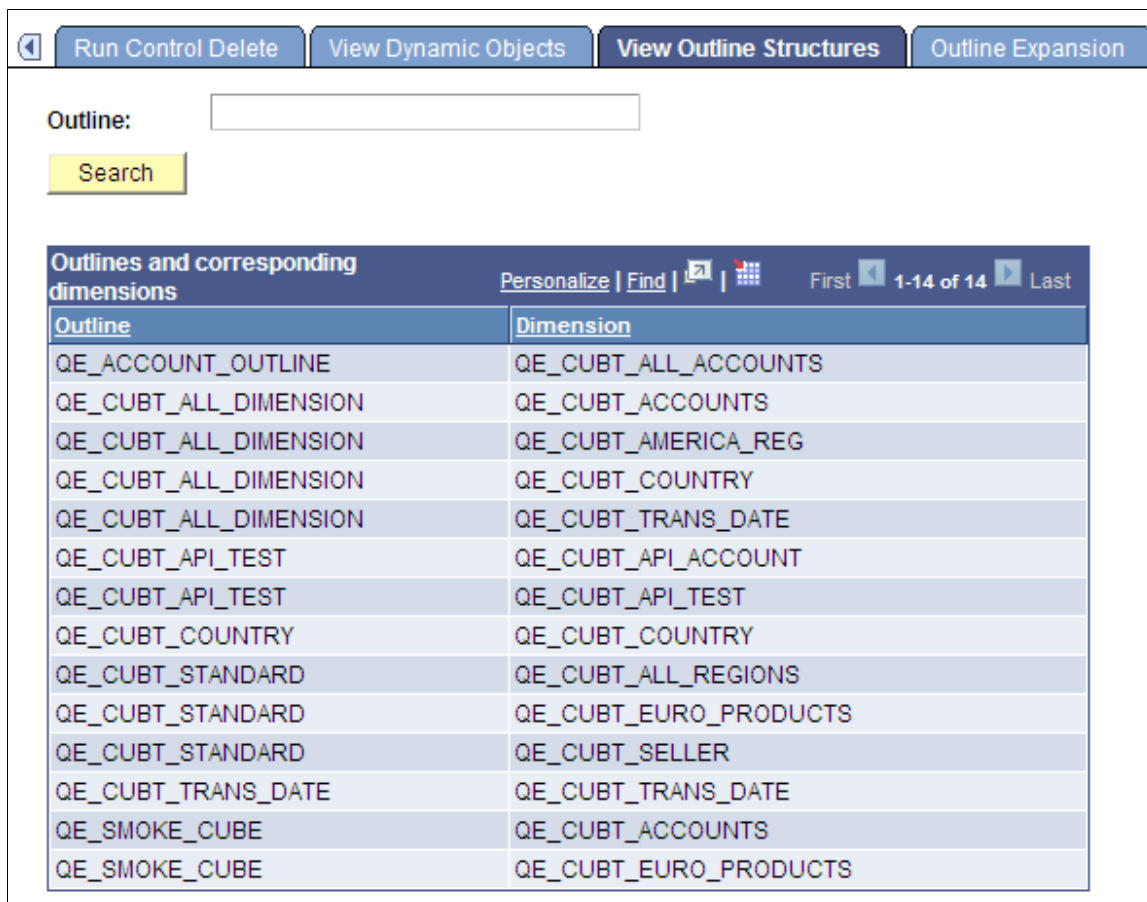 Run Control Delete View Dynamic Objects View Outline Structures Outline Expansion
Outline:
Search
Outlines and corresponding dimensions Personalize | Find | | First 1-14 of 14 Last
Outline Dimension
QE_ACCOUNT_OUTLINE QE_CUBT_ALL_ACCOUNTS
QE_CUBT_ALL_DIMENSION QE_CUBT_ACCOUNTS
QE_CUBT_ALL_DIMENSION QE_CUBT_AMERICA_REG
QE_CUBT_ALL_DIMENSION QE_CUBT_COUNTRY
QE_CUBT_ALL_DIMENSION QE_CUBT_TRANS_DATE
QE_CUBT_API_TEST QE_CUBT_API_ACCOUNT
QE_CUBT_API_TEST QE_CUBT_API_TEST
QE_CUBT_COUNTRY QE_CUBT_COUNTRY
QE_CUBT_STANDARD QE_CUBT_ALL_REGIONS
QE_CUBT_STANDARD QE_CUBT_EURO_PRODUCTS
QE_CUBT_STANDARD QE_CUBT_SELLER
QE_CUBT_TRANS_DATE QE_CUBT_TRANS_DATE
QE_SMOKE_CUBE QE_CUBT_ACCOUNTS
QE_SMOKE_CUBE QE_CUBT_EURO_PRODUCTS